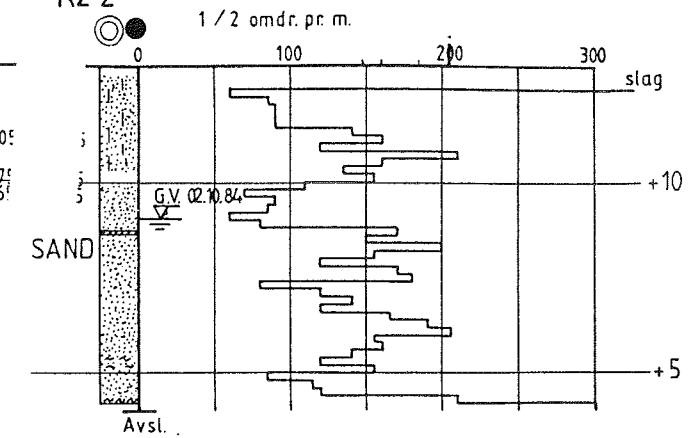 1/2 omdr. pr. m.
0 100 200 300
slag
+10
G.V. 02.10.84
SAND
+5
Avsl.